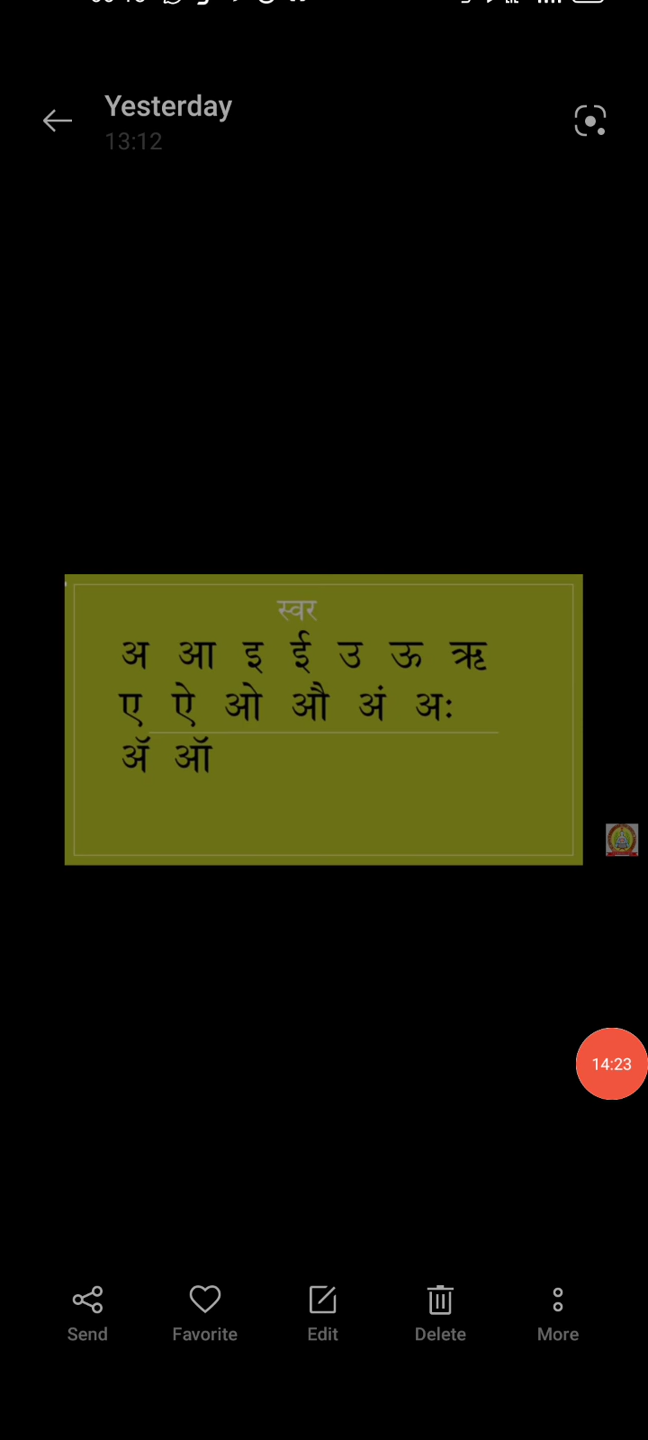 Yesterday
13:12
स्वर
अ आ इ ई उ ऊ ऋ
ए ऐ ओ औ अं अः
ॲ ऑ
14:23
Send Favorite Edit Delete More